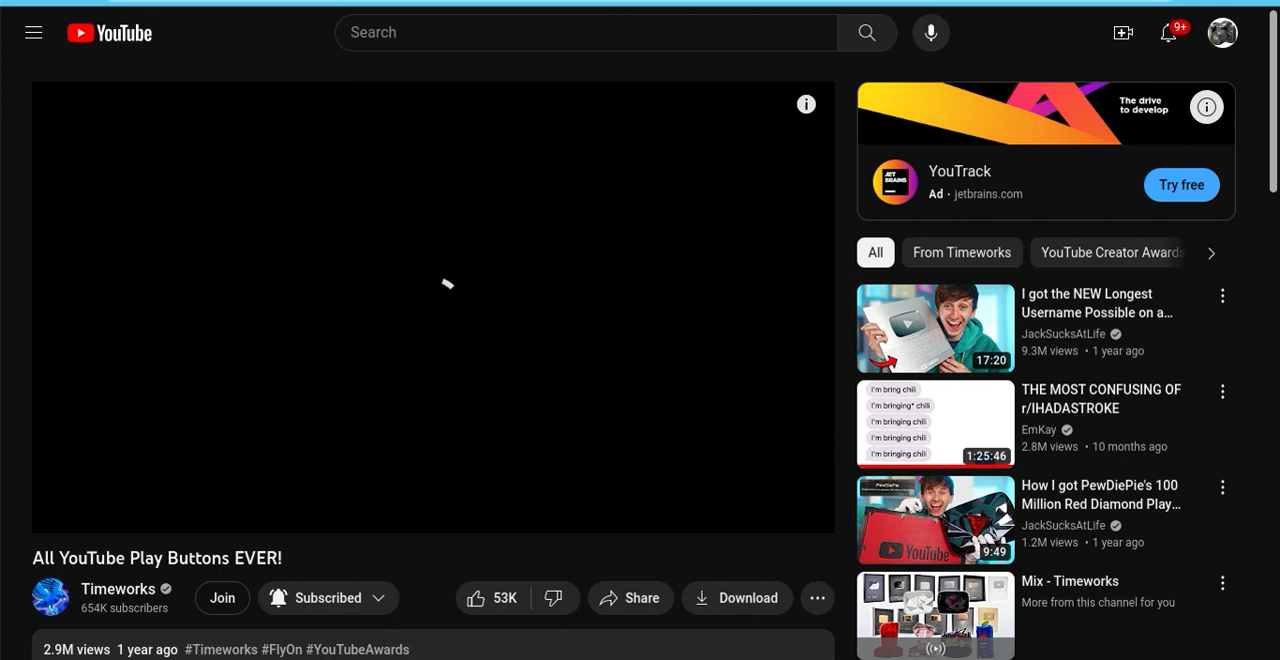 YouTube
Search
9+
The drive
to develop
JET
BRAINS
YouTrack
Ad · jetbrains.com
Try free
All
From Timeworks
YouTube Creator Awards
I got the NEW Longest
Username Possible on a…
JackSucksAtLife
9.3M views • 1 year ago
17:20
I'm bring chili
I'm bringing* chili
I'm bringing chili
I'm bringing chili
I'm bringing chili
1:25:46
THE MOST CONFUSING OF
r/IHADASTROKE
EmKay
2.8M views • 10 months ago
PewDiePie
YouTube
9:49
How I got PewDiePie's 100
Million Red Diamond Play…
JackSucksAtLife
1.2M views • 1 year ago
Mix - Timeworks
More from this channel for you
All YouTube Play Buttons EVER!
Timeworks
654K subscribers
Join
Subscribed
53K
Share
Download
2.9M views 1 year ago #Timeworks #FlyOn #YouTubeAwards